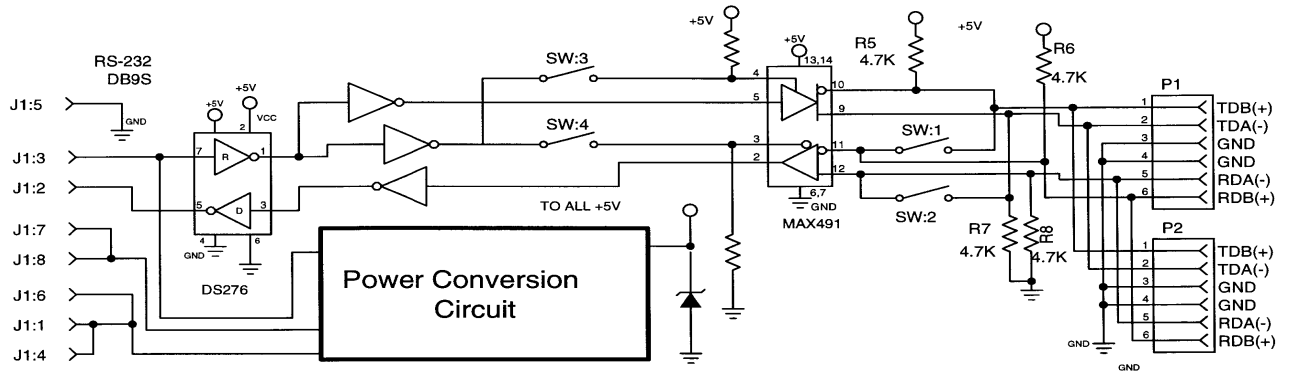 RS-232
DB9S
J1:5
GND
J1:3
J1:2
J1:7
J1:8
J1:6
J1:1
J1:4
+5V
+5V
2
VCC
7
R
1
5
D
3
4
6
GND
DS276
SW:3
SW:4
TO ALL +5V
Power Conversion
Circuit
+5V
+5V
13,14
4
5
3
2
10
9
11
12
6,7
GND
MAX491
R5
4.7K
+5V
R6
4.7K
SW:1
SW:2
R7
4.7K
R8
4.7K
P1
1 TDB(+)
2 TDA(-)
3 GND
4 GND
5 RDA(-)
6 RDB(+)
P2
1 TDB(+)
2 TDA(-)
3 GND
4 GND
5 RDA(-)
6 RDB(+)
GND
GND